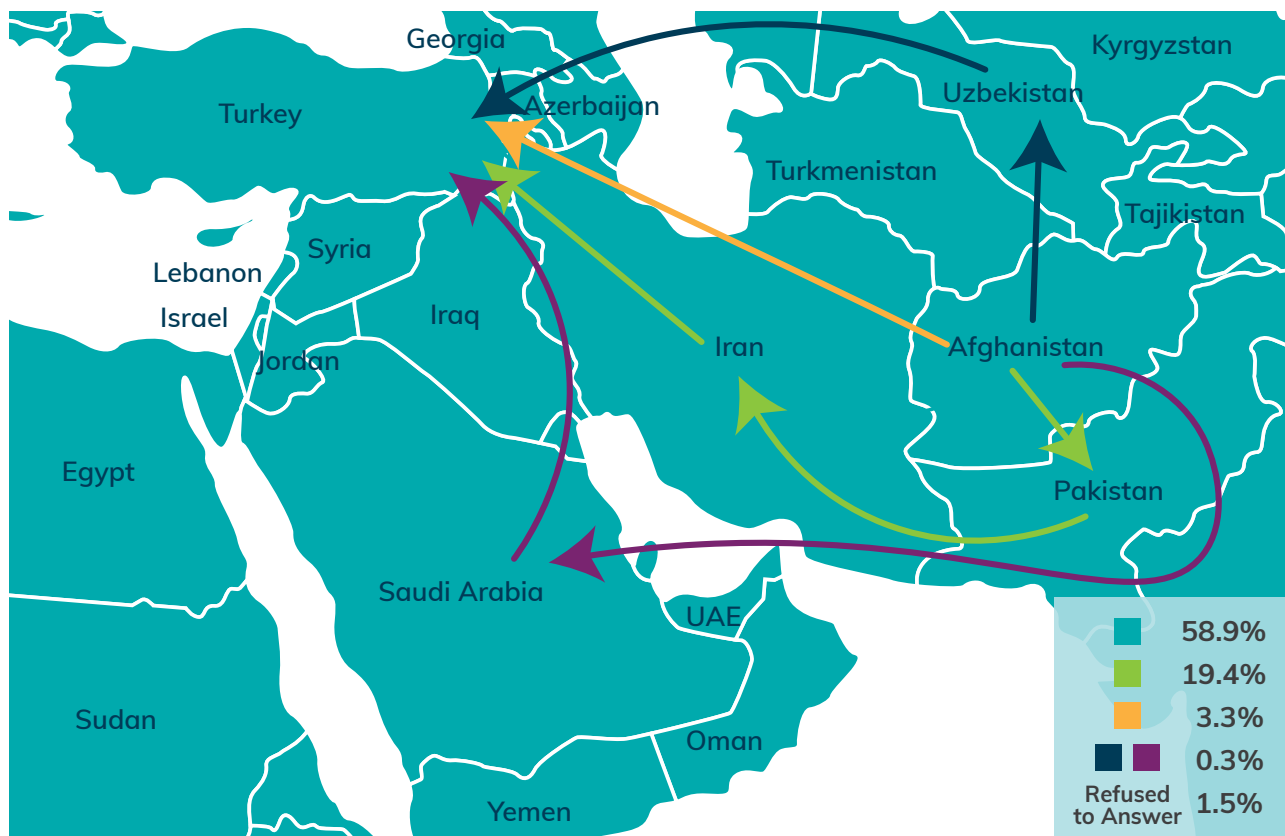 Georgia
Kyrgyzstan
Uzbekistan
Azerbaijan
Turkey
Turkmenistan
Tajikistan
Syria
Lebanon
Israel
Iraq
Jordan
Iran
Afghanistan
Egypt
Pakistan
Saudi Arabia
UAE
Sudan
Oman
Yemen
58.9%
19.4%
3.3%
0.3%
Refused
to Answer
1.5%